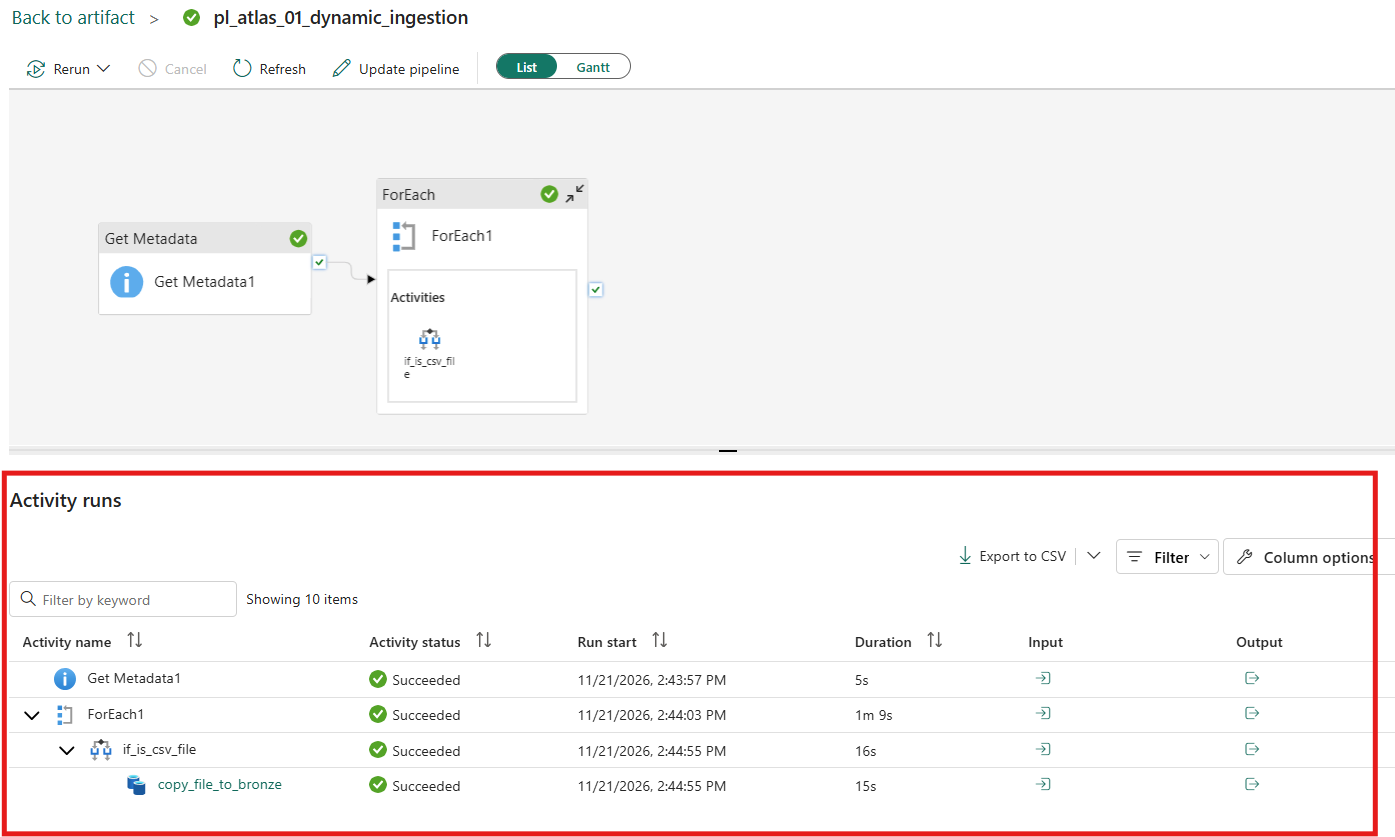 Back to artifact > pl_atlas_01_dynamic_ingestion
Rerun Cancel Refresh Update pipeline List Gantt
ForEach
ForEach1
Get Metadata
Get Metadata1
Activities
if_is_csv_fil
e
Activity runs
Export to CSV Filter Column options
Filter by keyword Showing 10 items
Activity name Activity status Run start Duration Input Output
Get Metadata1 Succeeded 11/21/2026, 2:43:57 PM 5s
ForEach1 Succeeded 11/21/2026, 2:44:03 PM 1m 9s
if_is_csv_file Succeeded 11/21/2026, 2:44:55 PM 16s
copy_file_to_bronze Succeeded 11/21/2026, 2:44:55 PM 15s